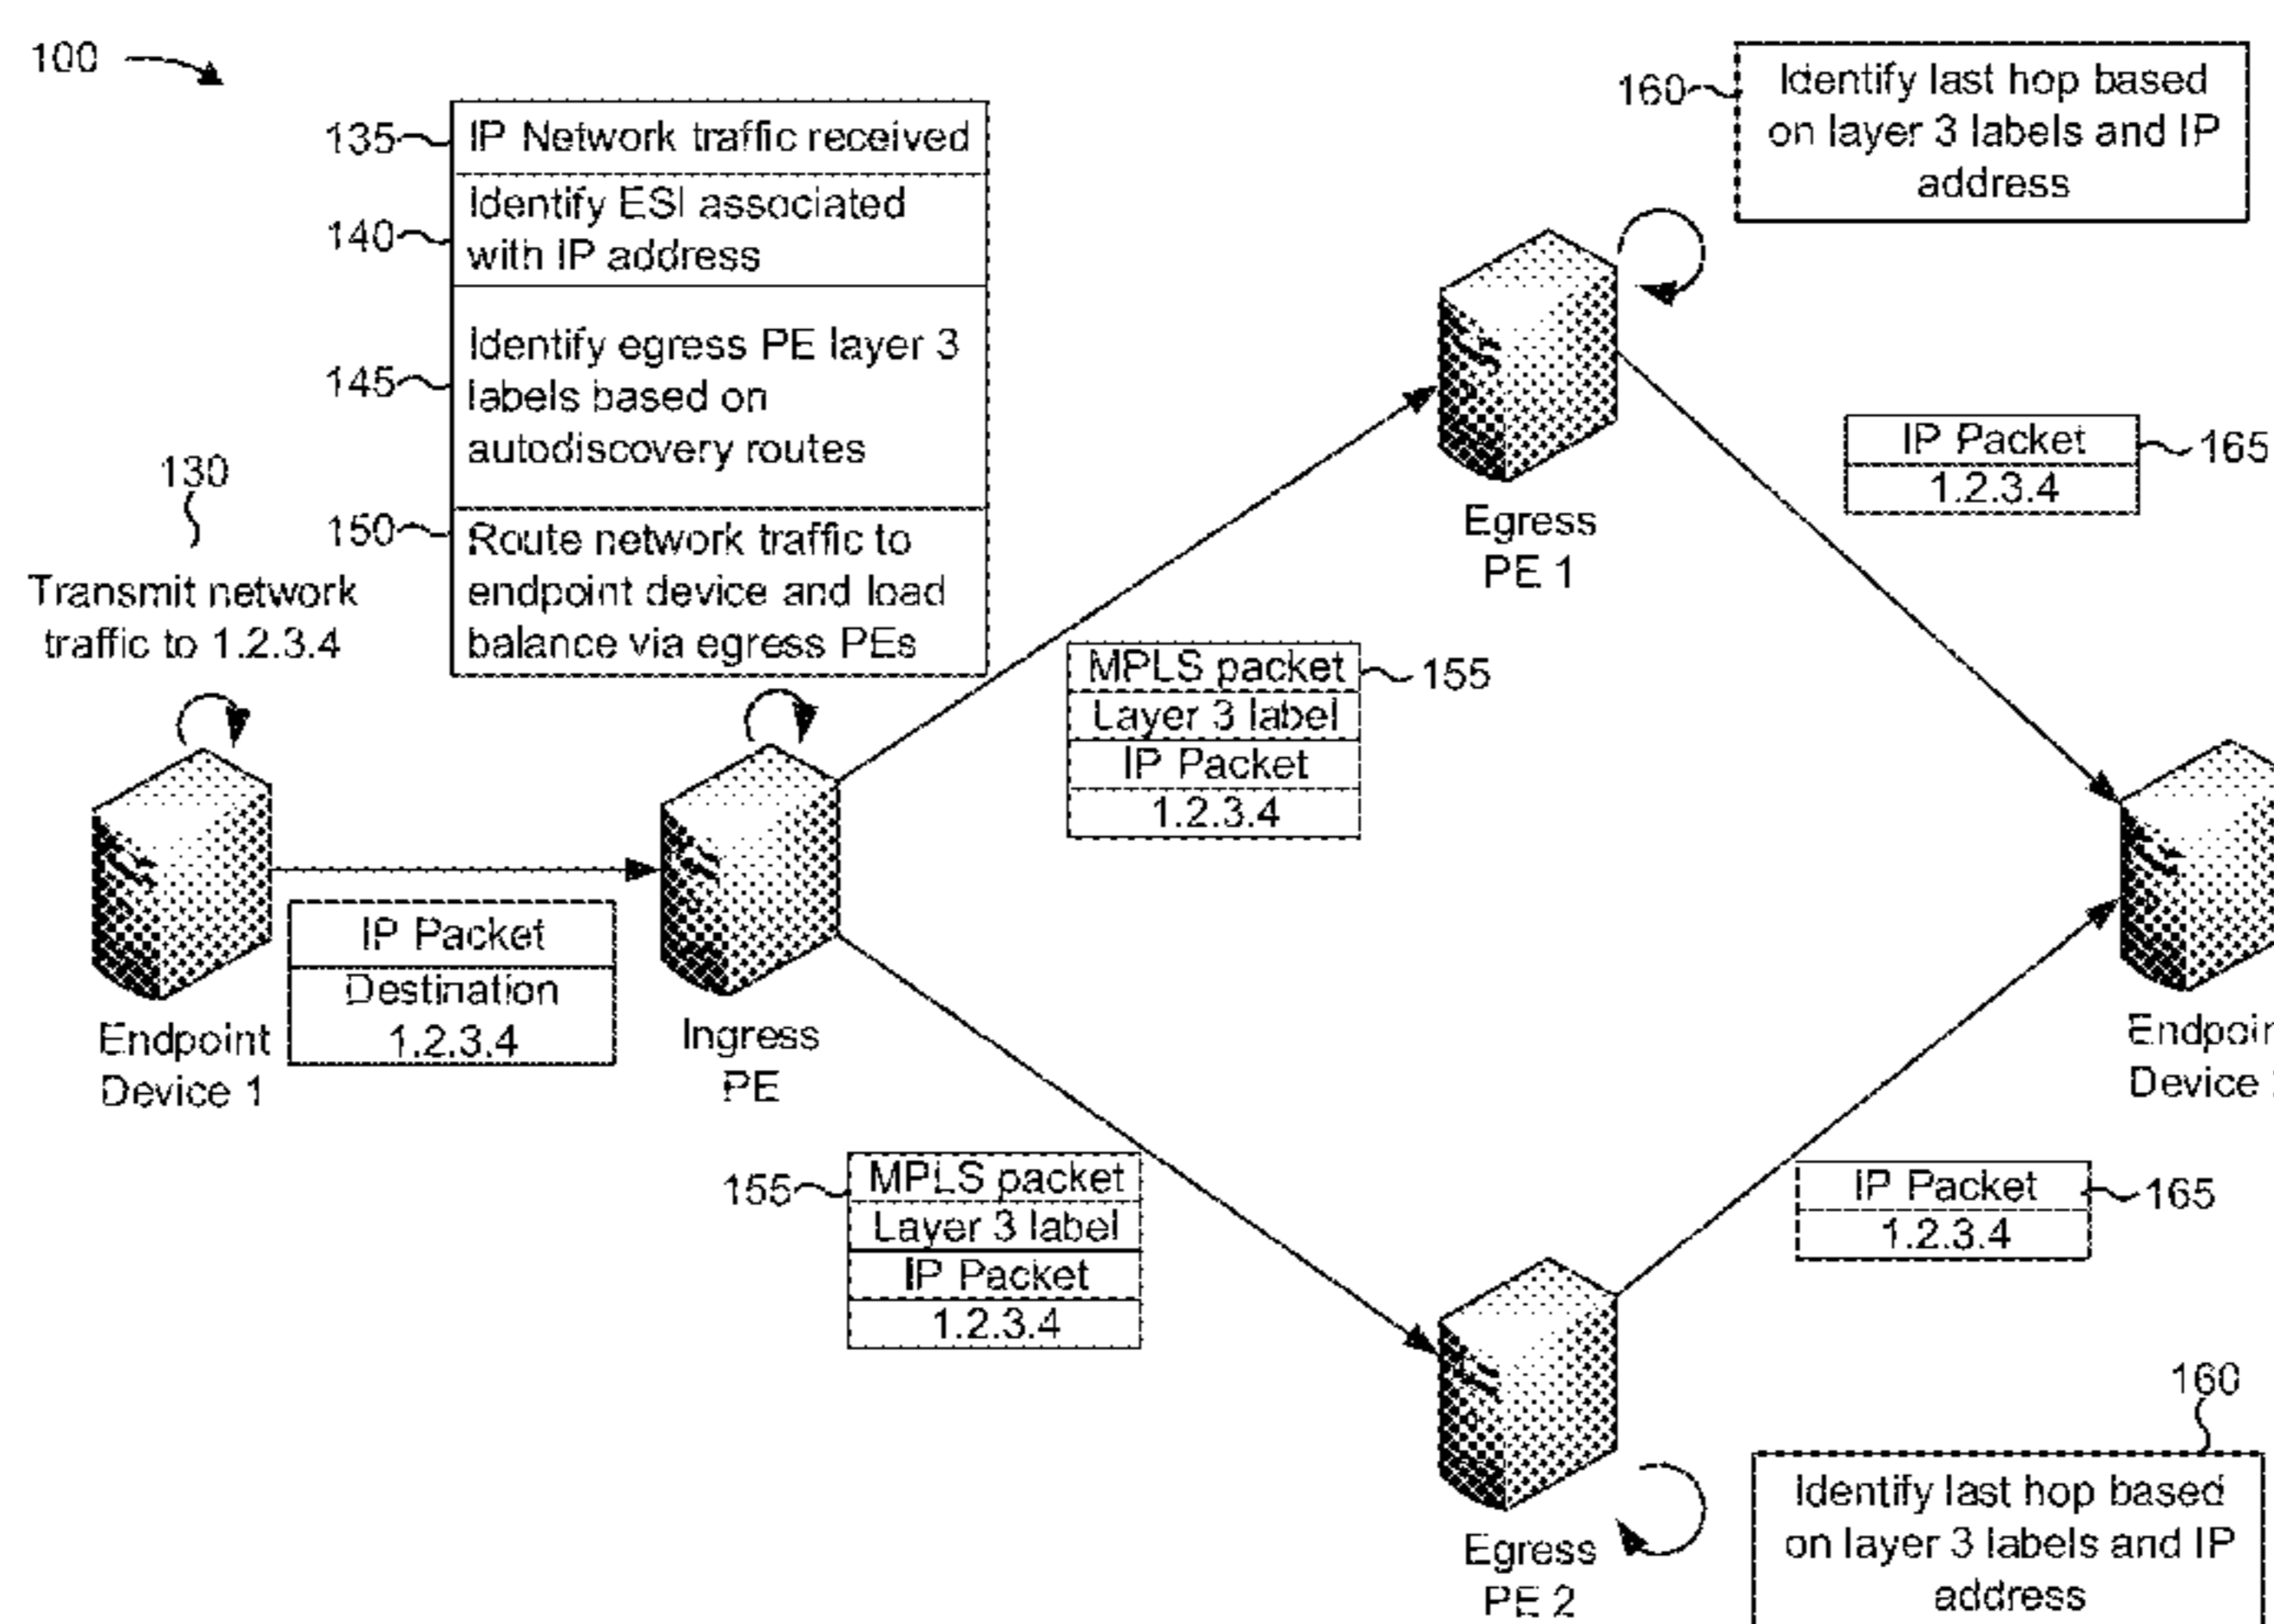 100
135
IP Network traffic received
140
Identify ESI associated
with IP address
145
Identify egress PE layer 3
labels based on
autodiscovery routes
150
Route network traffic to
endpoint device and load
balance via egress PEs
130
Transmit network
traffic to 1.2.3.4
Endpoint
Device 1
IP Packet
Destination
1.2.3.4
Ingress
PE
MPLS packet
Layer 3 label
IP Packet
1.2.3.4
155
155
MPLS packet
Layer 3 label
IP Packet
1.2.3.4
160
Identify last hop based
on layer 3 labels and IP
address
Egress
PE 1
IP Packet
1.2.3.4
165
Device
IP Packet
1.2.3.4
165
Egress
PE 2
160
Identify last hop based
on layer 3 labels and IP
address